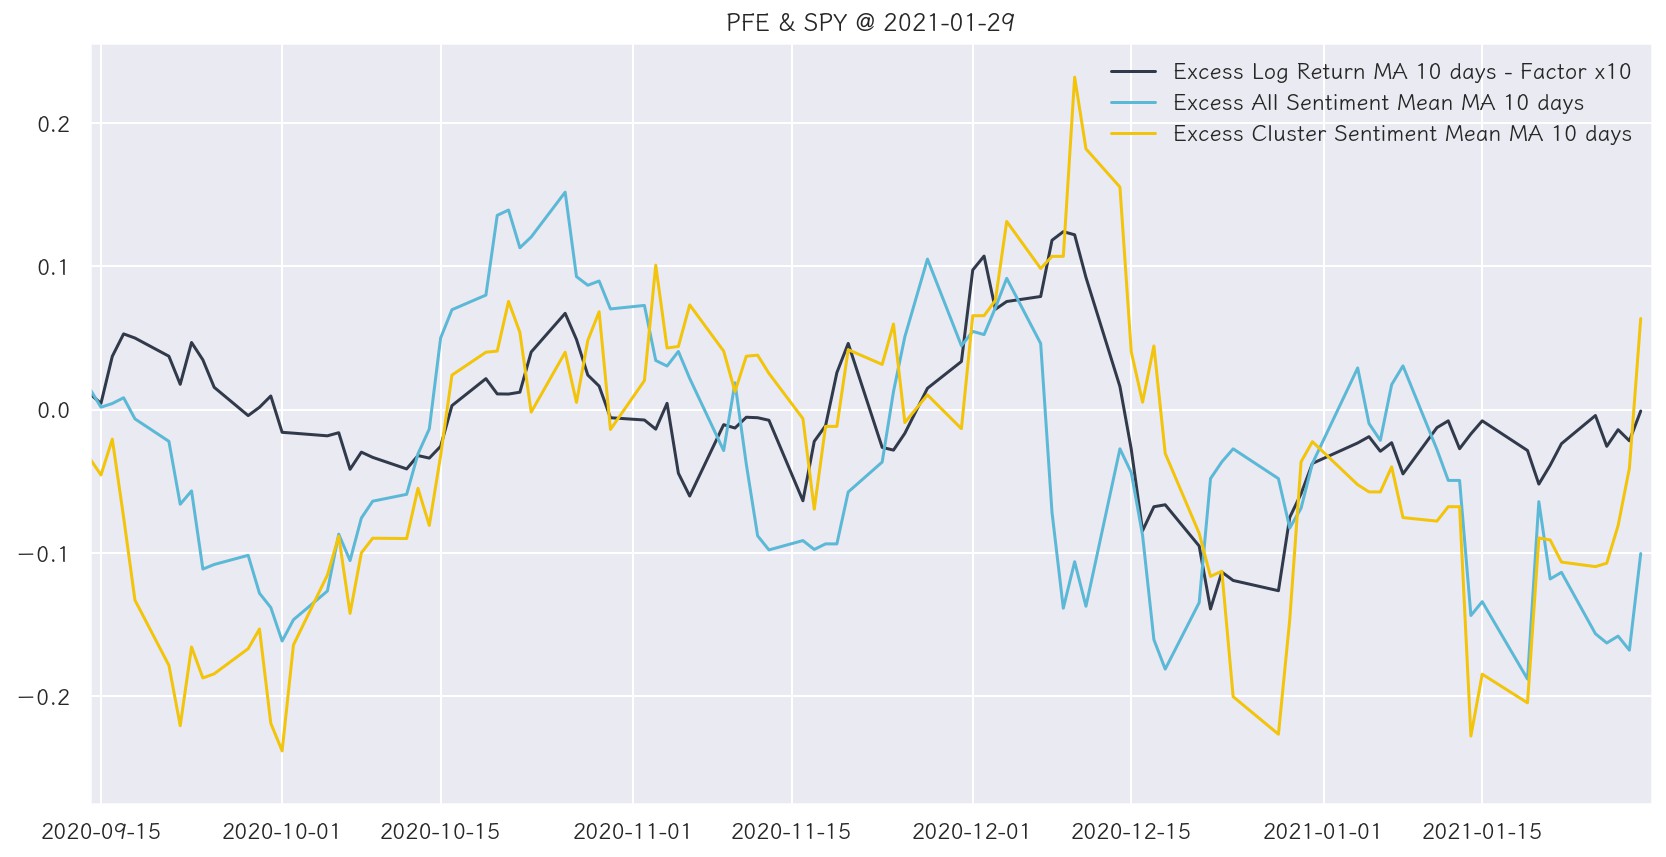 PFE & SPY @ 2021-01-29
Excess Log Return MA 10 days - Factor x10
Excess All Sentiment Mean MA 10 days
Excess Cluster Sentiment Mean MA 10 days
0.2
0.1
0.0
−0.1
−0.2
2020-09-15 2020-10-01 2020-10-15 2020-11-01 2020-11-15 2020-12-01 2020-12-15 2021-01-01 2021-01-15